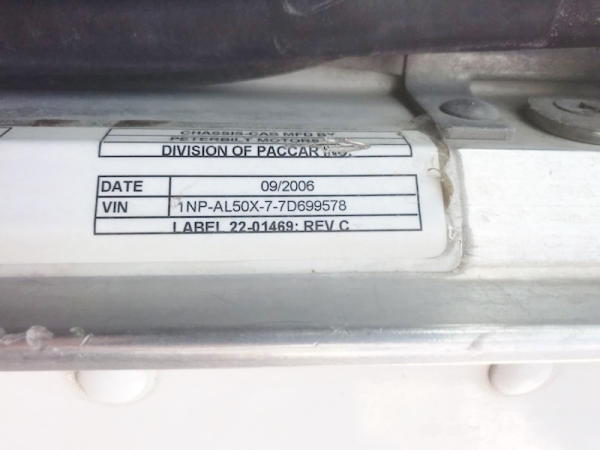 CHASSIS-CAB MFD BY
PETERBILT MOTORS
DIVISION OF PACCAR INC.
DATE 09/2006
VIN 1NP-AL50X-7-7D699578
LABEL 22-01469: REV C